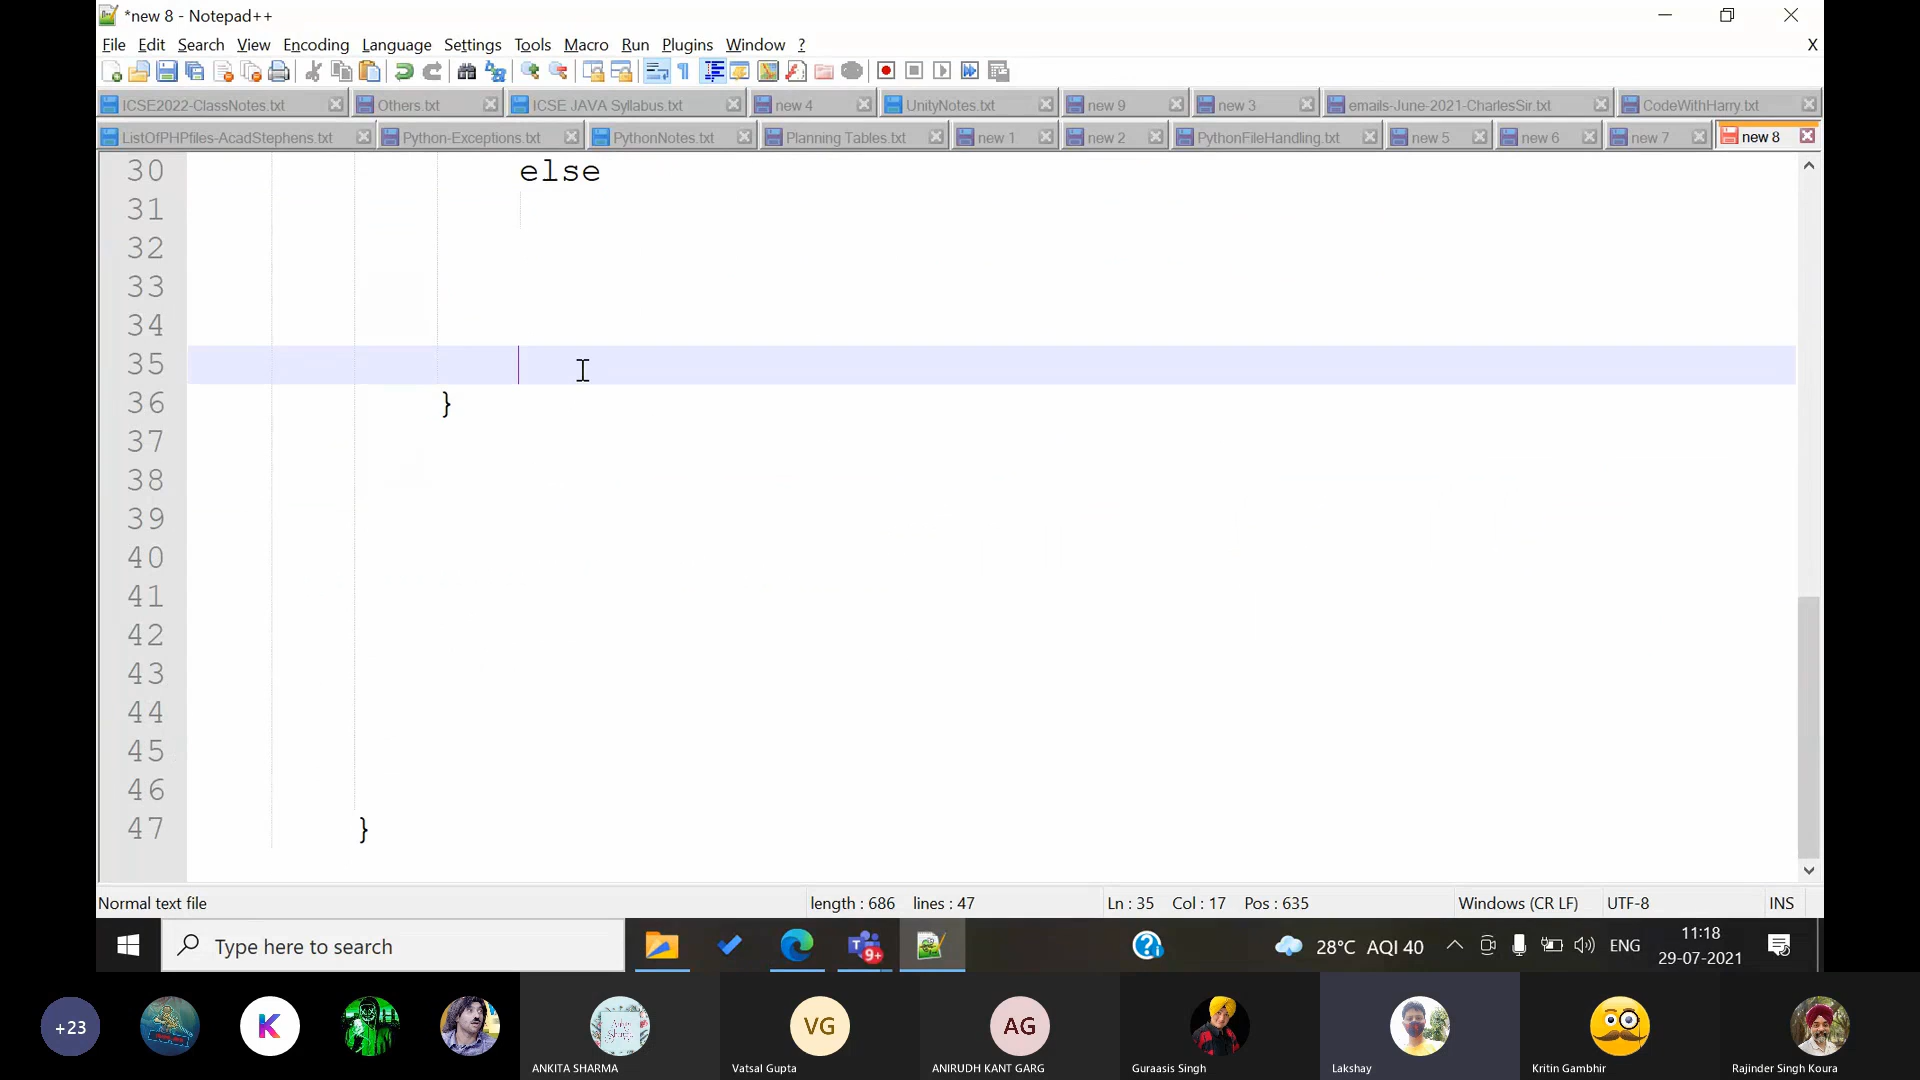 *new 8 - Notepad++
File Edit Search View Encoding Language Settings Tools Macro Run Plugins Window ? X
ICSE2022-ClassNotes.txt Others.txt ICSE JAVA Syllabus.txt new 4 UnityNotes.txt new 9 new 3 emails-June-2021-CharlesSir.txt CodeWithHarry.txt
ListOfPHPfiles-AcadStephens.txt Python-Exceptions.txt PythonNotes.txt Planning Tables.txt new 1 new 2 PythonFileHandling.txt new 5 new 6 new 7 new 8
30 else
31
32
33
34
35
36 }
37
38
39
40
41
42
43
44
45
46
47 }
Normal text file length : 686 lines : 47 Ln : 35 Col : 17 Pos : 635 Windows (CR LF) UTF-8 INS
Type here to search 9+ 28°C AQI 40 ENG 11:18
29-07-2021
+23 K VG AG
ANKITA SHARMA Vatsal Gupta ANIRUDH KANT GARG Guraasis Singh Lakshay Kritin Gambhir Rajinder Singh Koura